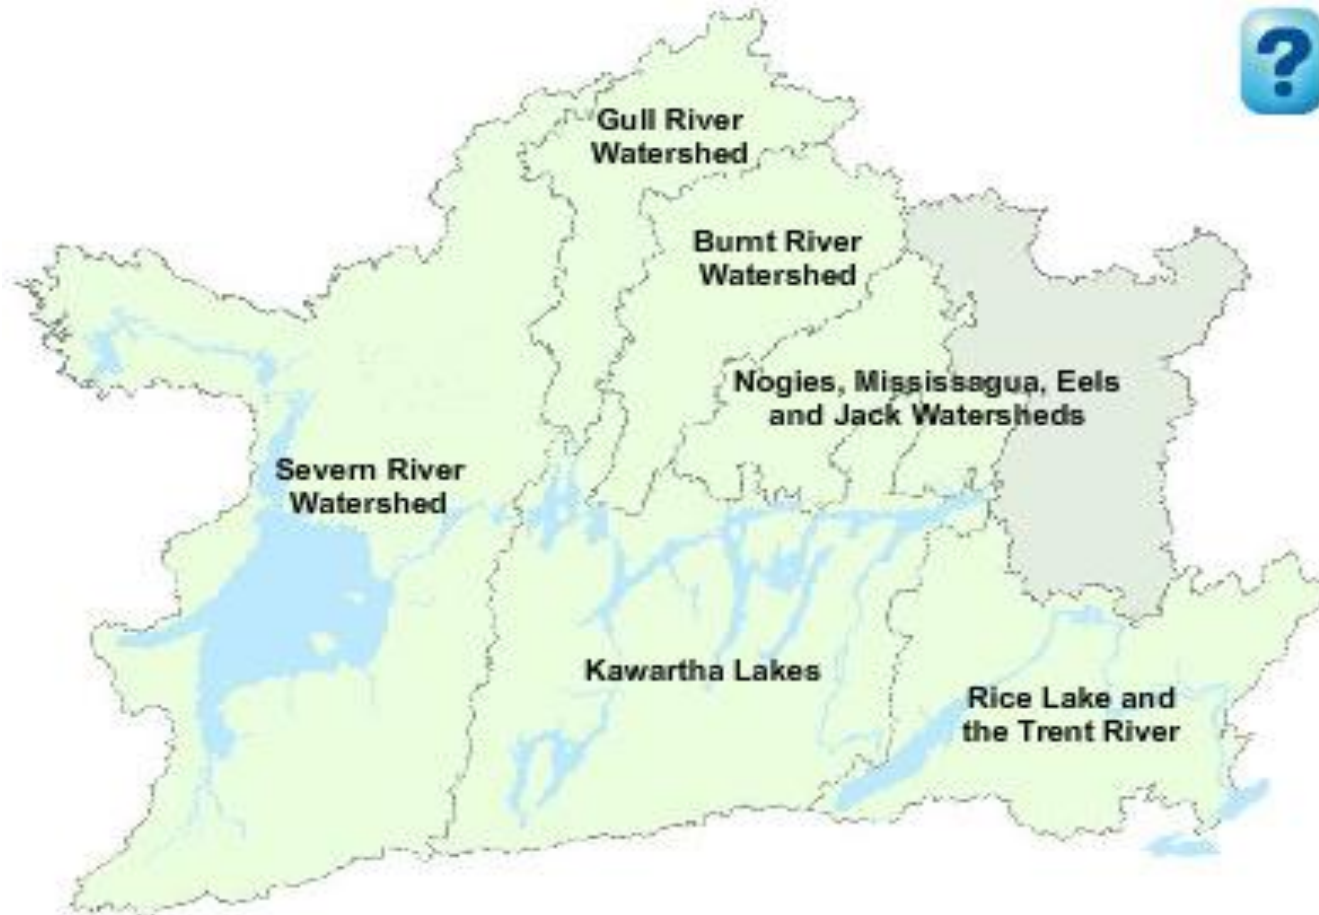 ?
Gull River
Watershed
Burnt River
Watershed
Nogies, Mississagua, Eels
and Jack Watersheds
Severn River
Watershed
Kawartha Lakes
Rice Lake and
the Trent River